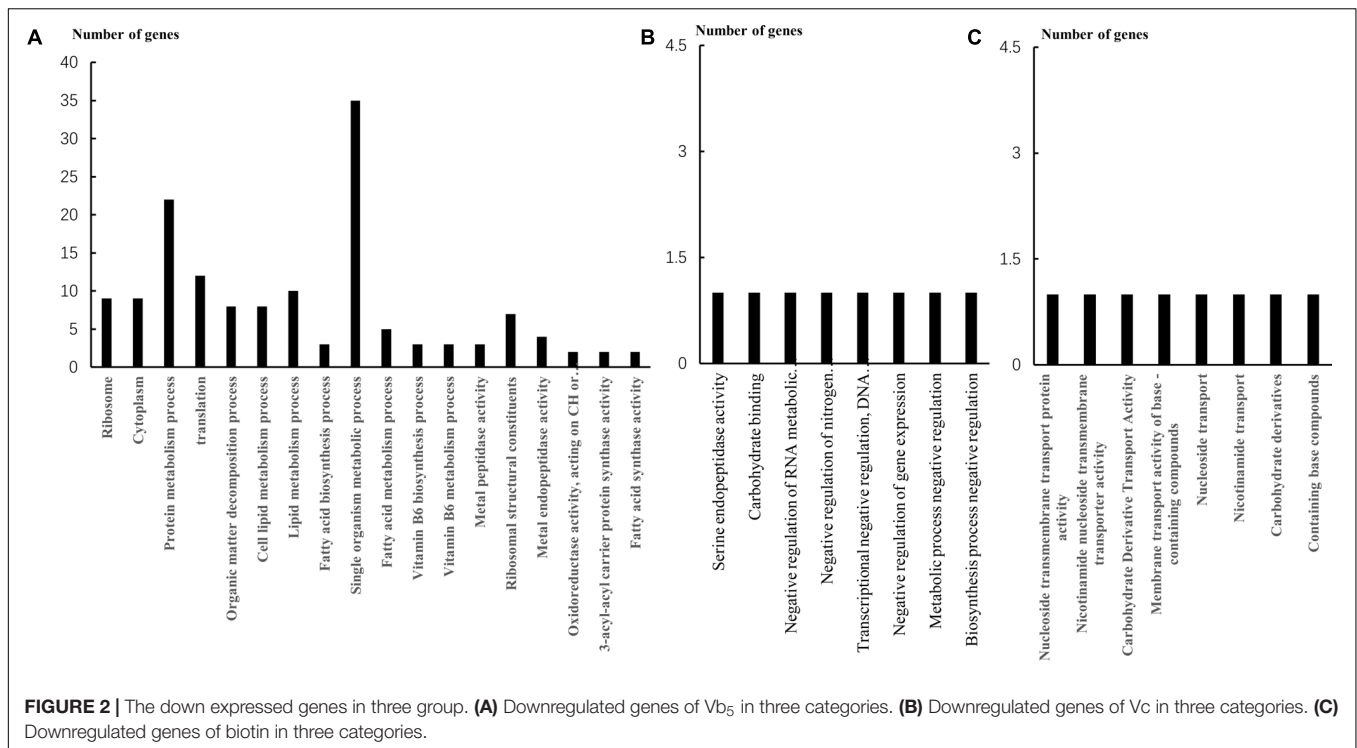 A
Number of genes
40
35
30
25
20
15
10
5
0
Ribosome
Cytoplasm
Protein metabolism process
translation
Organic matter decomposition process
Cell lipid metabolism process
Lipid metabolism process
Fatty acid biosynthesis process
Single organism metabolic process
Fatty acid metabolism process
Vitamin B6 biosynthesis process
Vitamin B6 metabolism process
Metal peptidase activity
Ribosomal structural constituents
Metal endopeptidase activity
Oxidoreductase activity, acting on CH or…
3-acyl-acyl carrier protein synthase activity
Fatty acid synthase activity
B
Number of genes
4.5
3
1.5
0
Serine endopeptidase activity
Carbohydrate binding
Negative regulation of RNA metabolic…
Negative regulation of nitrogen…
Transcriptional negative regulation, DNA…
Negative regulation of gene expression
Metabolic process negative regulation
Biosynthesis process negative regulation
C
Number of genes
4.5
3
1.5
0
Nucleoside transmembrane transport protein
activity
Nicotinamide nucleoside transmembrane
transporter activity
Carbohydrate Derivative Transport Activity
Membrane transport activity of base -
containing compounds
Nucleoside transport
Nicotinamide transport
Carbohydrate derivatives
Containing base compounds
FIGURE 2 | The down expressed genes in three group. (A) Downregulated genes of Vb5 in three categories. (B) Downregulated genes of Vc in three categories. (C)
Downregulated genes of biotin in three categories.